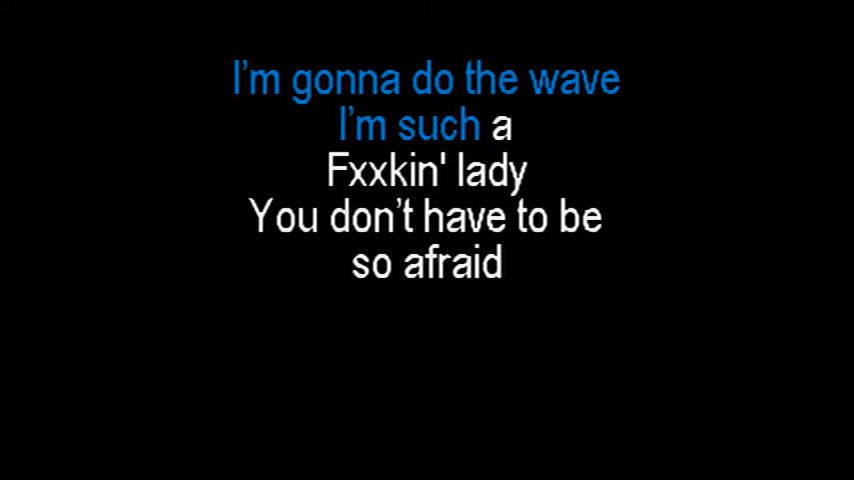 I’m gonna do the wave
I’m such a
Fxxkin' lady
You don’t have to be
so afraid